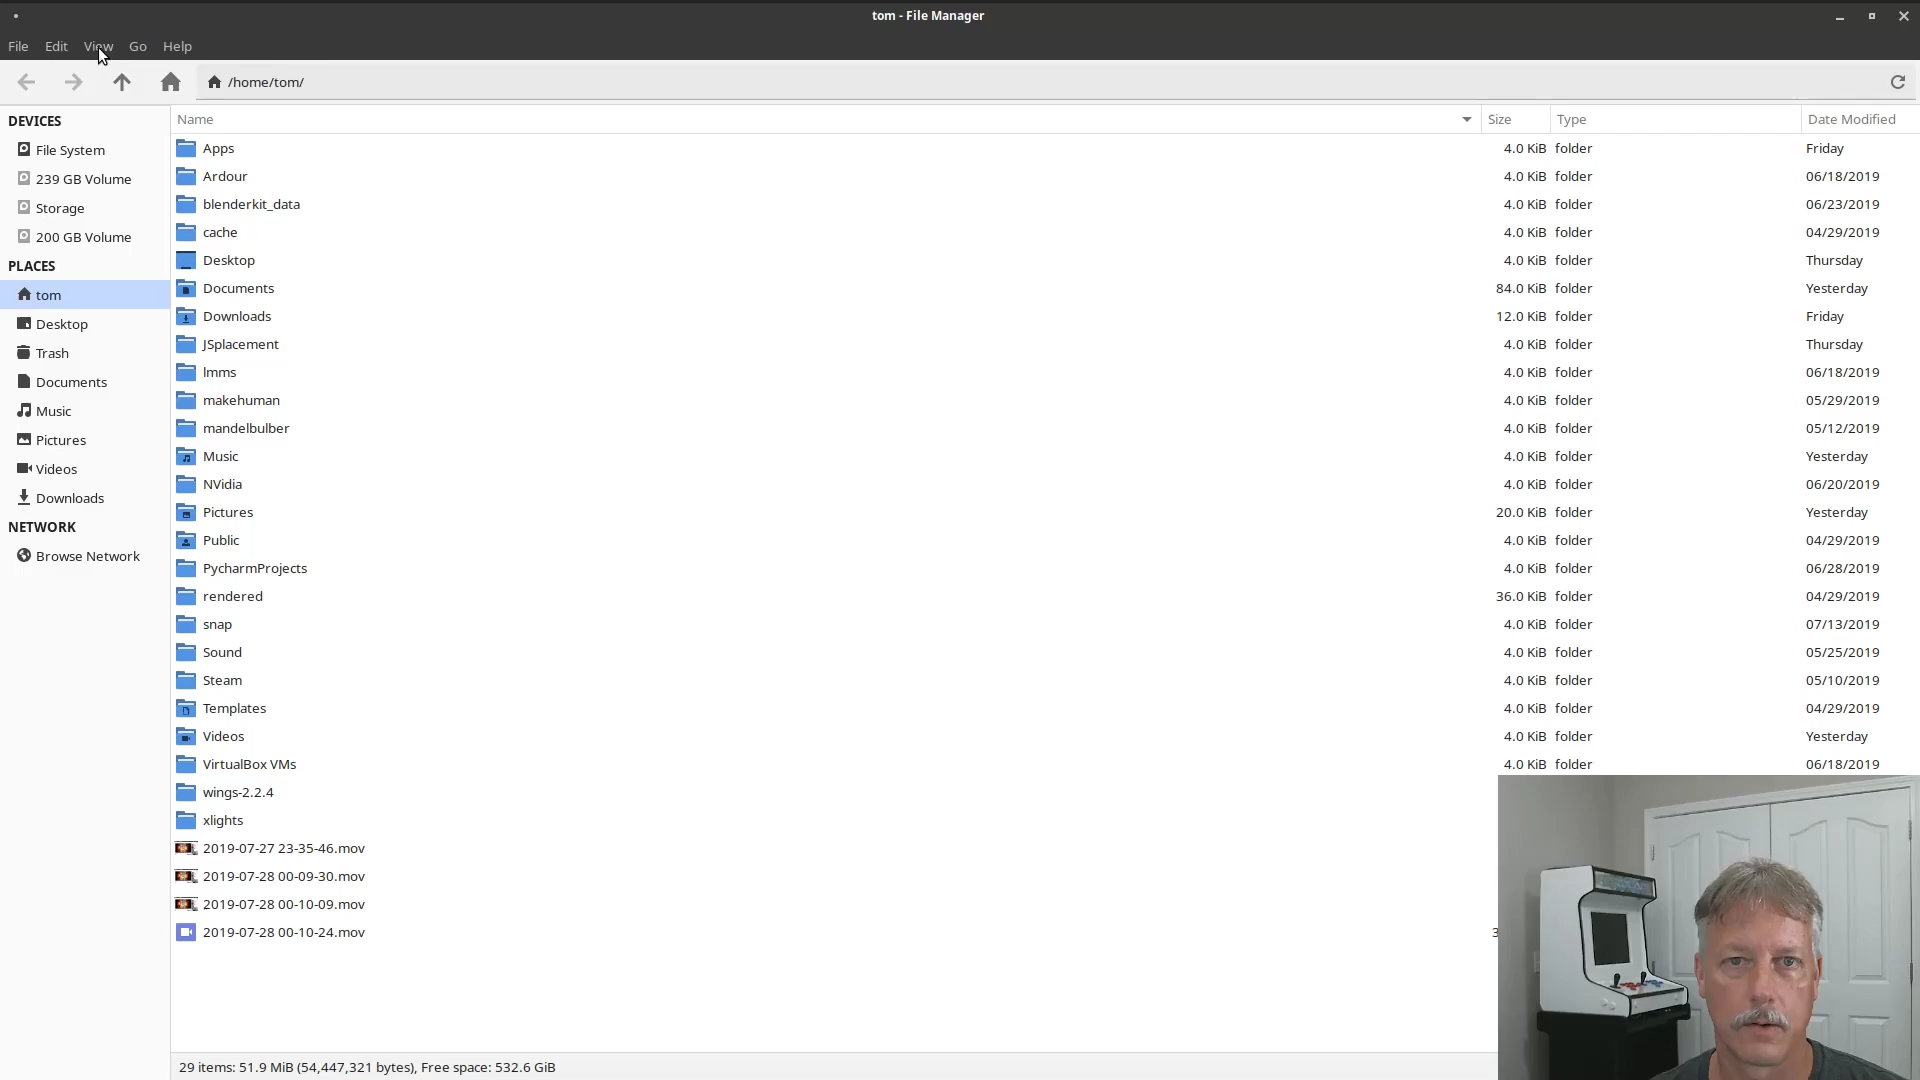 tom - File Manager
File Edit View Go Help
/home/tom/
DEVICES
File System
239 GB Volume
Storage
200 GB Volume
PLACES
tom
Desktop
Trash
Documents
Music
Pictures
Videos
Downloads
NETWORK
Browse Network
Name Size Type Date Modified
Apps 4.0 KiB folder Friday
Ardour 4.0 KiB folder 06/18/2019
blenderkit_data 4.0 KiB folder 06/23/2019
cache 4.0 KiB folder 04/29/2019
Desktop 4.0 KiB folder Thursday
Documents 84.0 KiB folder Yesterday
Downloads 12.0 KiB folder Friday
JSplacement 4.0 KiB folder Thursday
lmms 4.0 KiB folder 06/18/2019
makehuman 4.0 KiB folder 05/29/2019
mandelbulber 4.0 KiB folder 05/12/2019
Music 4.0 KiB folder Yesterday
NVidia 4.0 KiB folder 06/20/2019
Pictures 20.0 KiB folder Yesterday
Public 4.0 KiB folder 04/29/2019
PycharmProjects 4.0 KiB folder 06/28/2019
rendered 36.0 KiB folder 04/29/2019
snap 4.0 KiB folder 07/13/2019
Sound 4.0 KiB folder 05/25/2019
Steam 4.0 KiB folder 05/10/2019
Templates 4.0 KiB folder 04/29/2019
Videos 4.0 KiB folder Yesterday
VirtualBox VMs 4.0 KiB folder 06/18/2019
wings-2.2.4
xlights
2019-07-27 23-35-46.mov
2019-07-28 00-09-30.mov
2019-07-28 00-10-09.mov
2019-07-28 00-10-24.mov 3
29 items: 51.9 MiB (54,447,321 bytes), Free space: 532.6 GiB